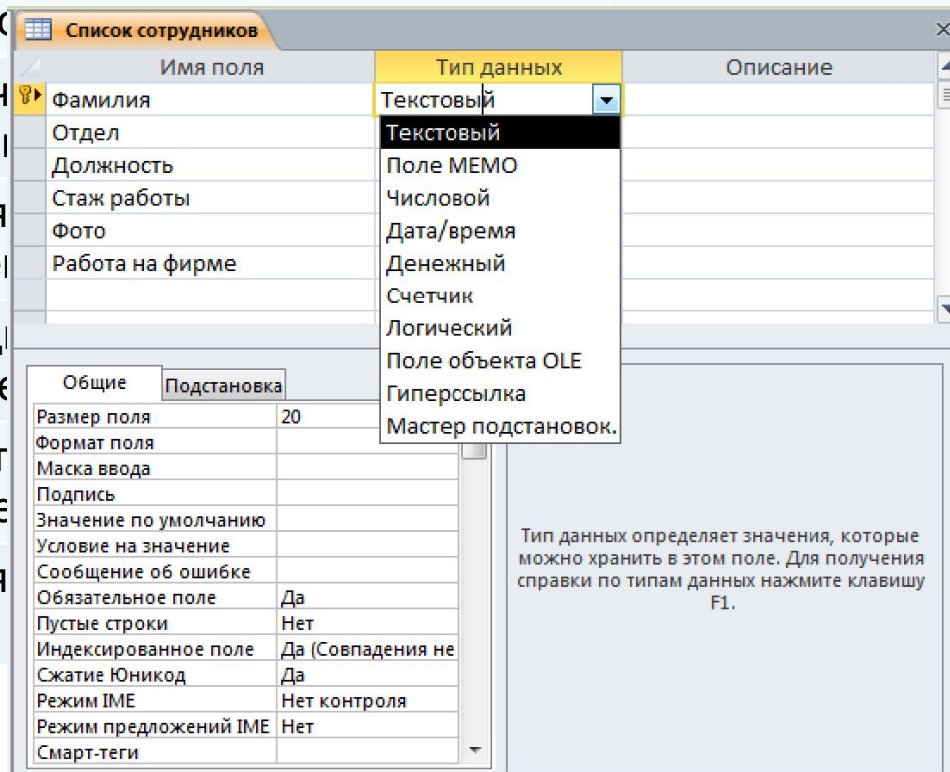 Список сотрудников
Имя поля Тип данных Описание
Фамилия Текстовый
Отдел
Должность
Стаж работы
Фото
Работа на фирме
Текстовый
Поле МЕМО
Числовой
Дата/время
Денежный
Счетчик
Логический
Поле объекта OLE
Гиперссылка
Мастер подстановок.
Общие Подстановка
Размер поля 20
Формат поля
Маска ввода
Подпись
Значение по умолчанию
Условие на значение
Сообщение об ошибке
Обязательное поле Да
Пустые строки Нет
Индексированное поле Да (Совпадения не
Сжатие Юникод Да
Режим IME Нет контроля
Режим предложений IME Нет
Смарт-теги
Тип данных определяет значения, которые
можно хранить в этом поле. Для получения
справки по типам данных нажмите клавишу
F1.